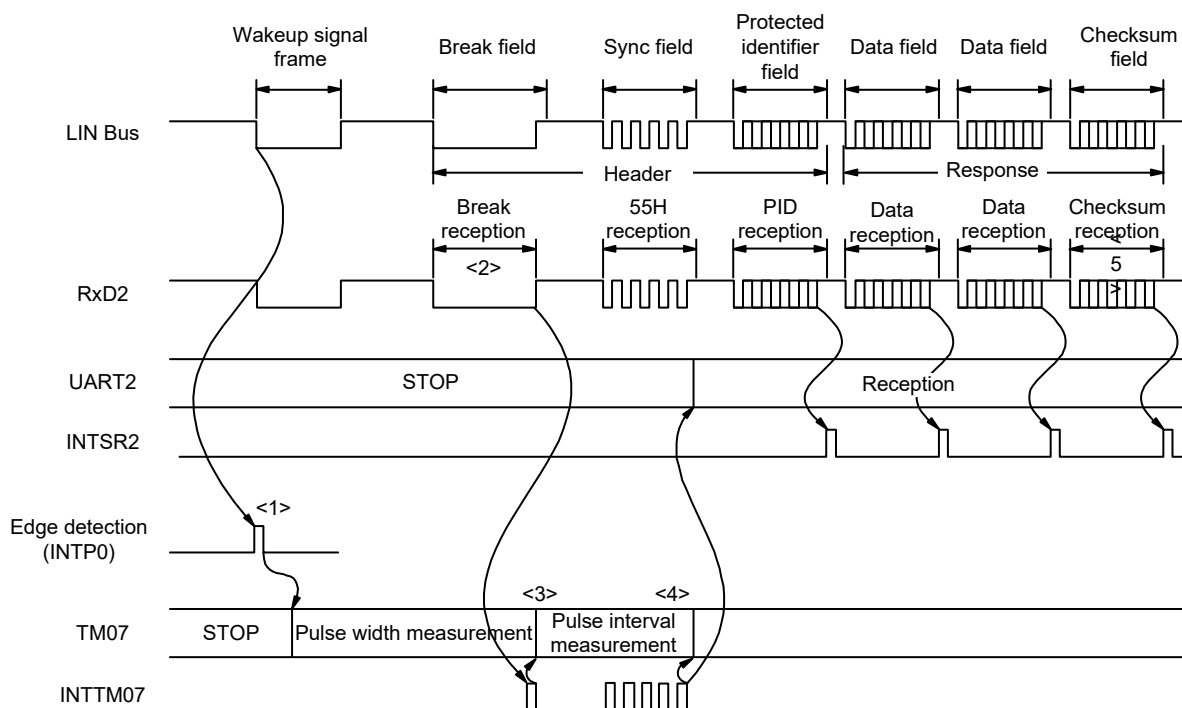 Wakeup signal
frame
Break field
Sync field
Protected
identifier
field
Data field
Data field
Checksum
field
LIN Bus
Header
Response
Break
reception
55H
reception
PID
reception
Data
reception
Data
reception
Checksum
reception
<2>
<
5
>
RxD2
UART2
STOP
Reception
INTSR2
<1>
Edge detection
(INTP0)
<3>
<4>
TM07
STOP
Pulse width measurement
Pulse interval
measurement
INTTM07